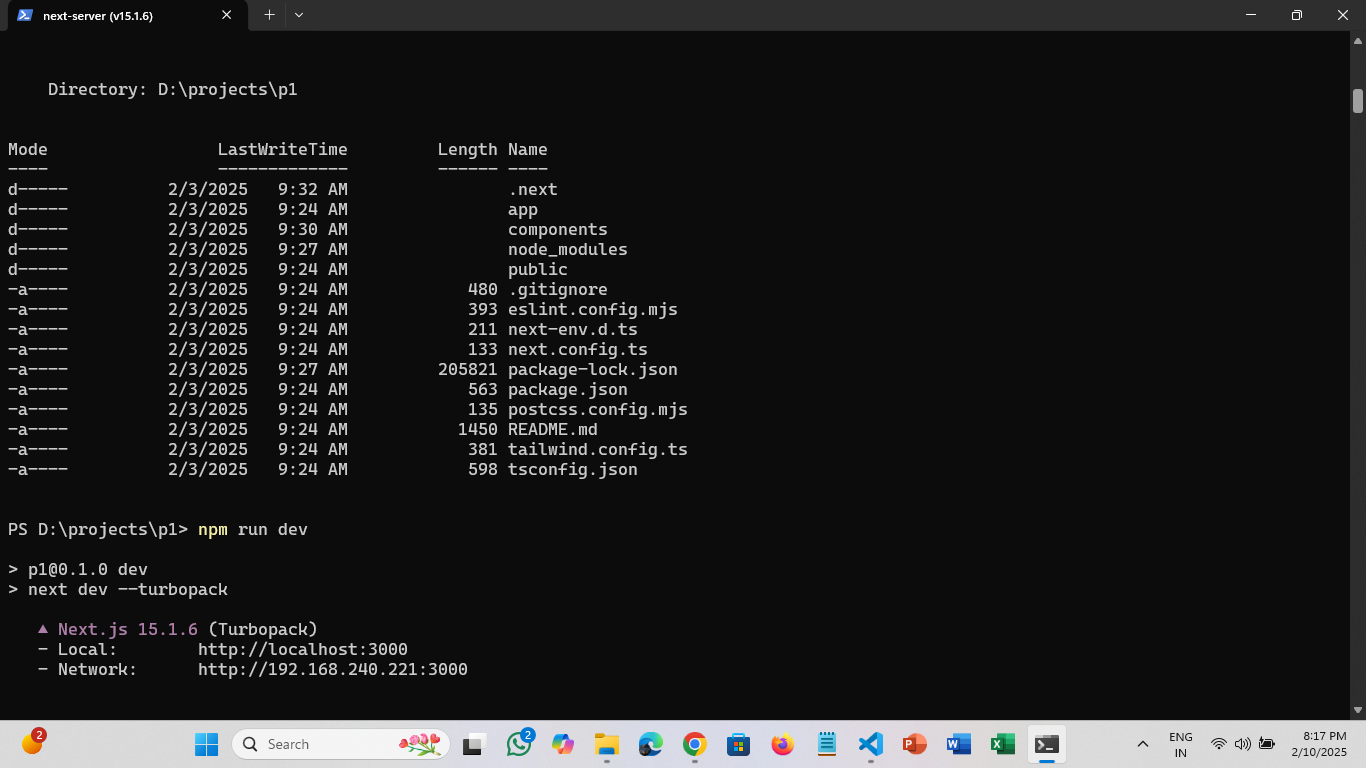 next-server (v15.1.6)
Directory: D:\projects\p1
Mode LastWriteTime Length Name
---- ------------- ------ ----
d----- 2/3/2025 9:32 AM .next
d----- 2/3/2025 9:24 AM app
d----- 2/3/2025 9:30 AM components
d----- 2/3/2025 9:27 AM node_modules
d----- 2/3/2025 9:24 AM public
-a---- 2/3/2025 9:24 AM 480 .gitignore
-a---- 2/3/2025 9:24 AM 393 eslint.config.mjs
-a---- 2/3/2025 9:24 AM 211 next-env.d.ts
-a---- 2/3/2025 9:24 AM 133 next.config.ts
-a---- 2/3/2025 9:27 AM 205821 package-lock.json
-a---- 2/3/2025 9:24 AM 563 package.json
-a---- 2/3/2025 9:24 AM 135 postcss.config.mjs
-a---- 2/3/2025 9:24 AM 1450 README.md
-a---- 2/3/2025 9:24 AM 381 tailwind.config.ts
-a---- 2/3/2025 9:24 AM 598 tsconfig.json
PS D:\projects\p1> npm run dev
> p1@0.1.0 dev
> next dev --turbopack
▲ Next.js 15.1.6 (Turbopack)
- Local: http://localhost:3000
- Network: http://192.168.240.221:3000
2
Search
2
P
W
X
ENG
IN
8:17 PM
2/10/2025